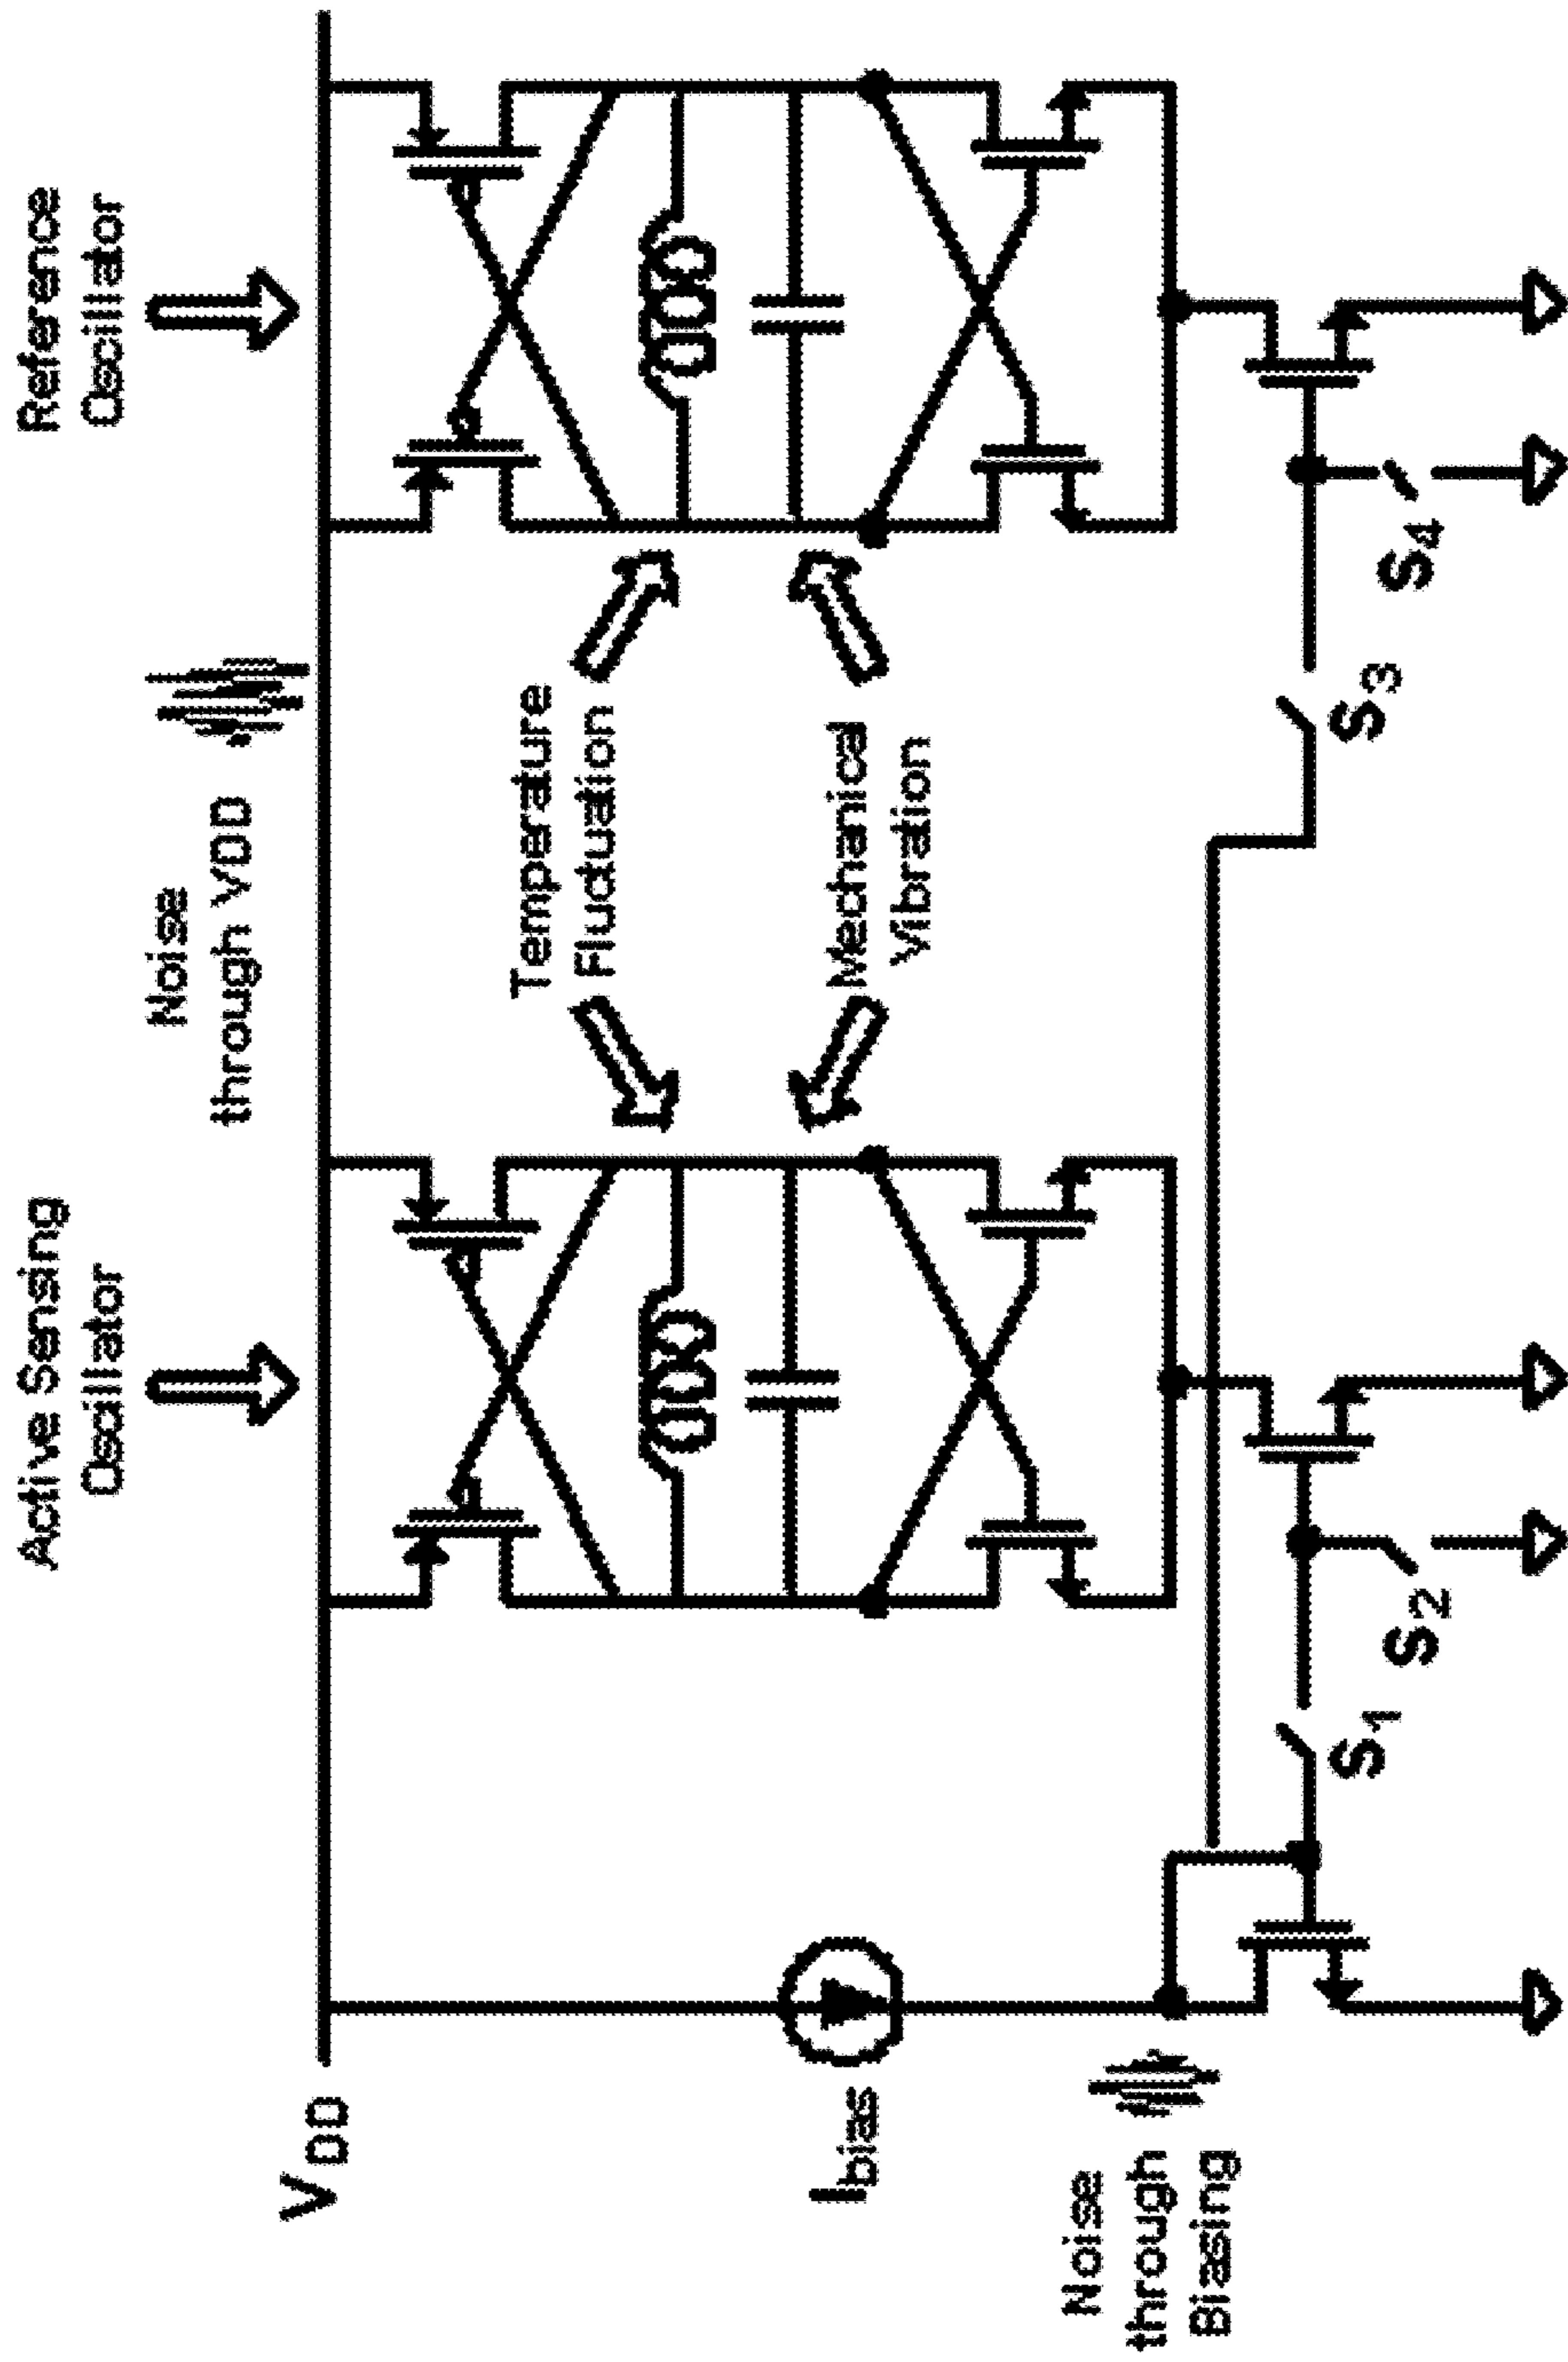 Active Sensing
Oscillator
Reference
Oscillator
Noise
through VDD
VDD
Temperature
Fluctuation
Mechanical
Vibration
Ibias
Noise
through
Biasing
S1
S2
S3
S4